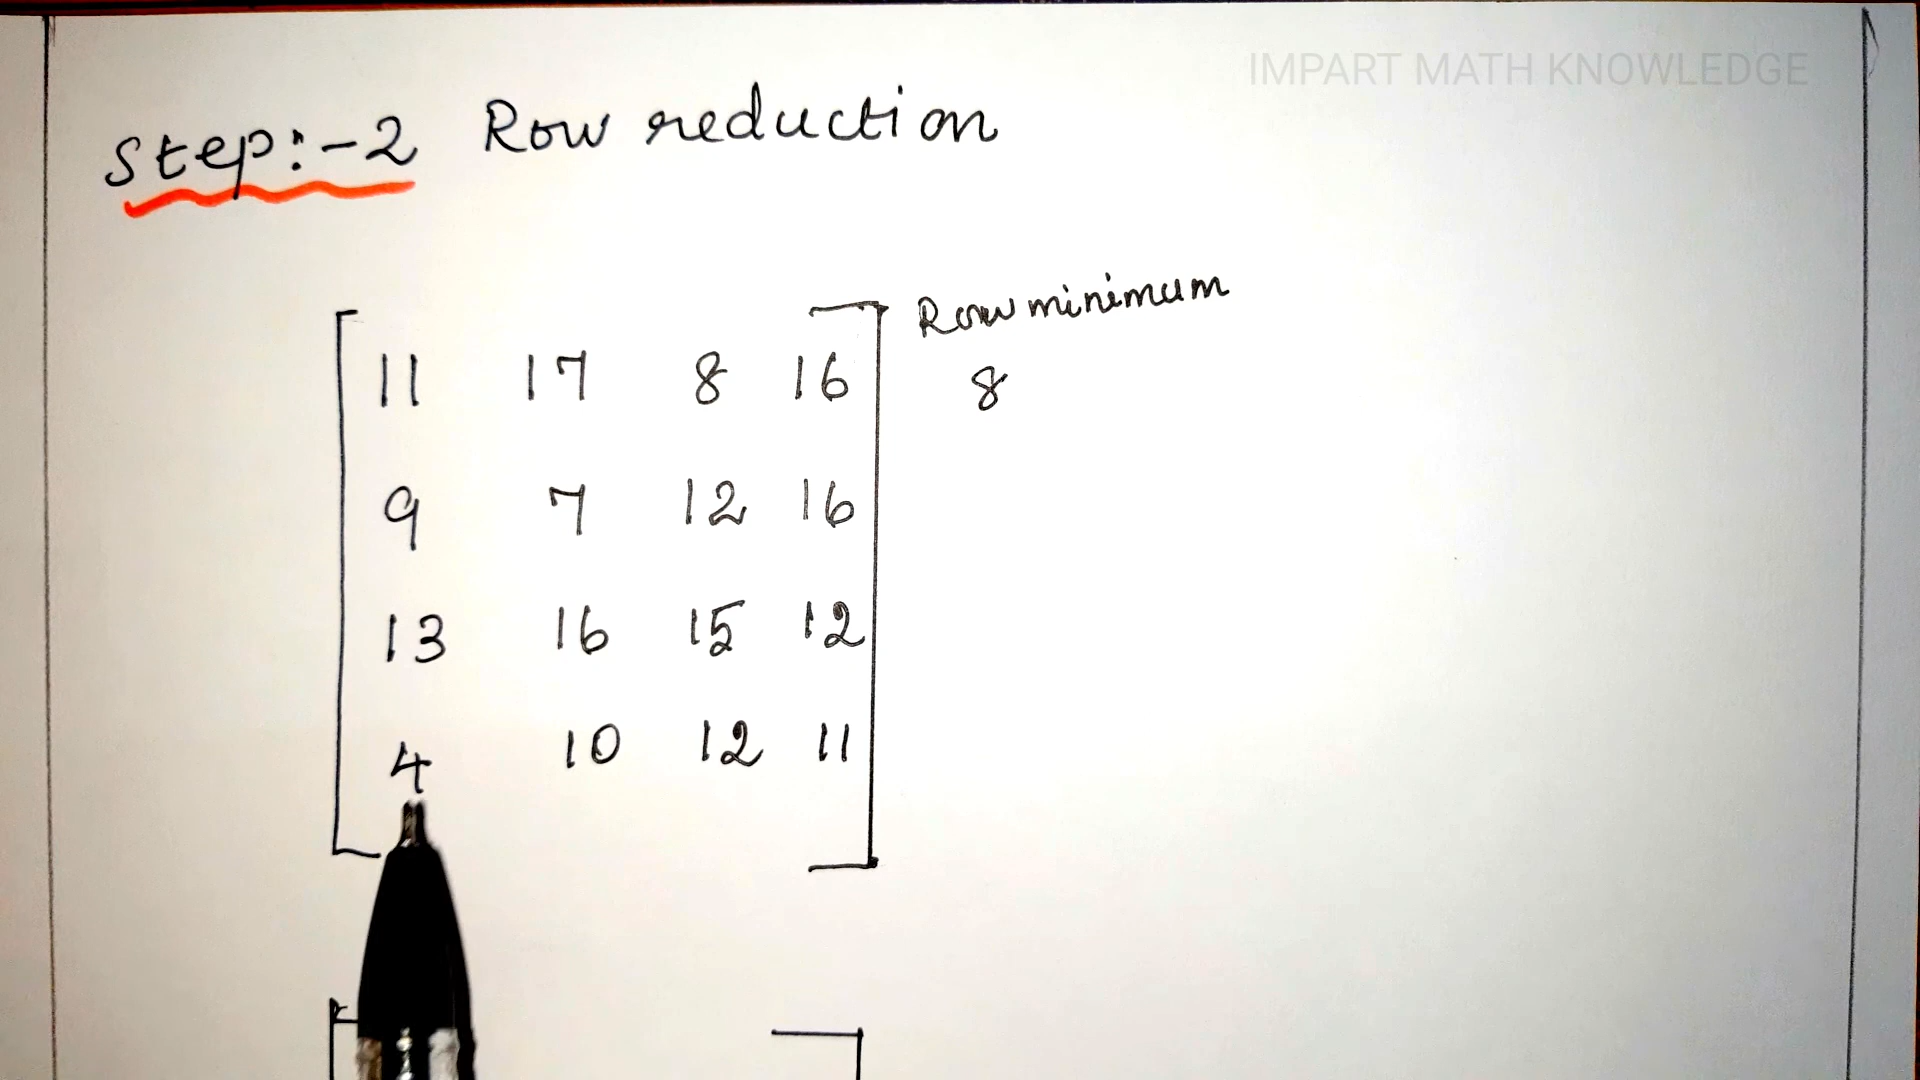 IMPART MATH KNOWLEDGE
Step:-2 Row reduction
Row minimum
11 17 8 16 8
9 7 12 16
13 16 15 12
4 10 12 11